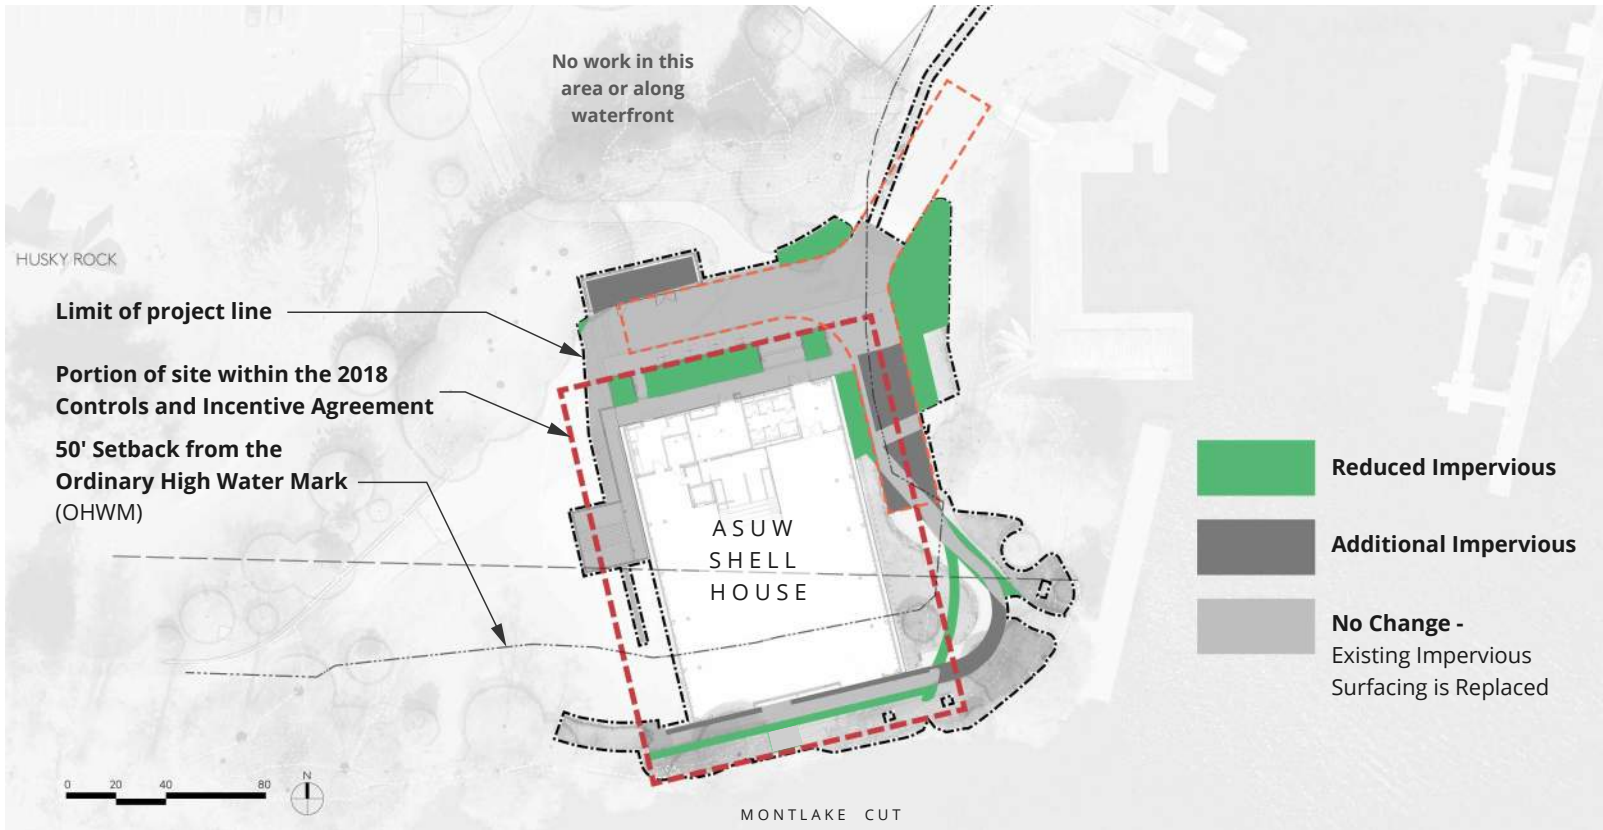 No work in this
area or along
waterfront
HUSKY ROCK
Limit of project line
Portion of site within the 2018
Controls and Incentive Agreement
50' Setback from the
Ordinary High Water Mark
(OHWM)
ASUW
SHELL
HOUSE
Reduced Impervious
Additional Impervious
No Change -
Existing Impervious
Surfacing is Replaced
0 20 40 80
N
MONTLAKE CUT